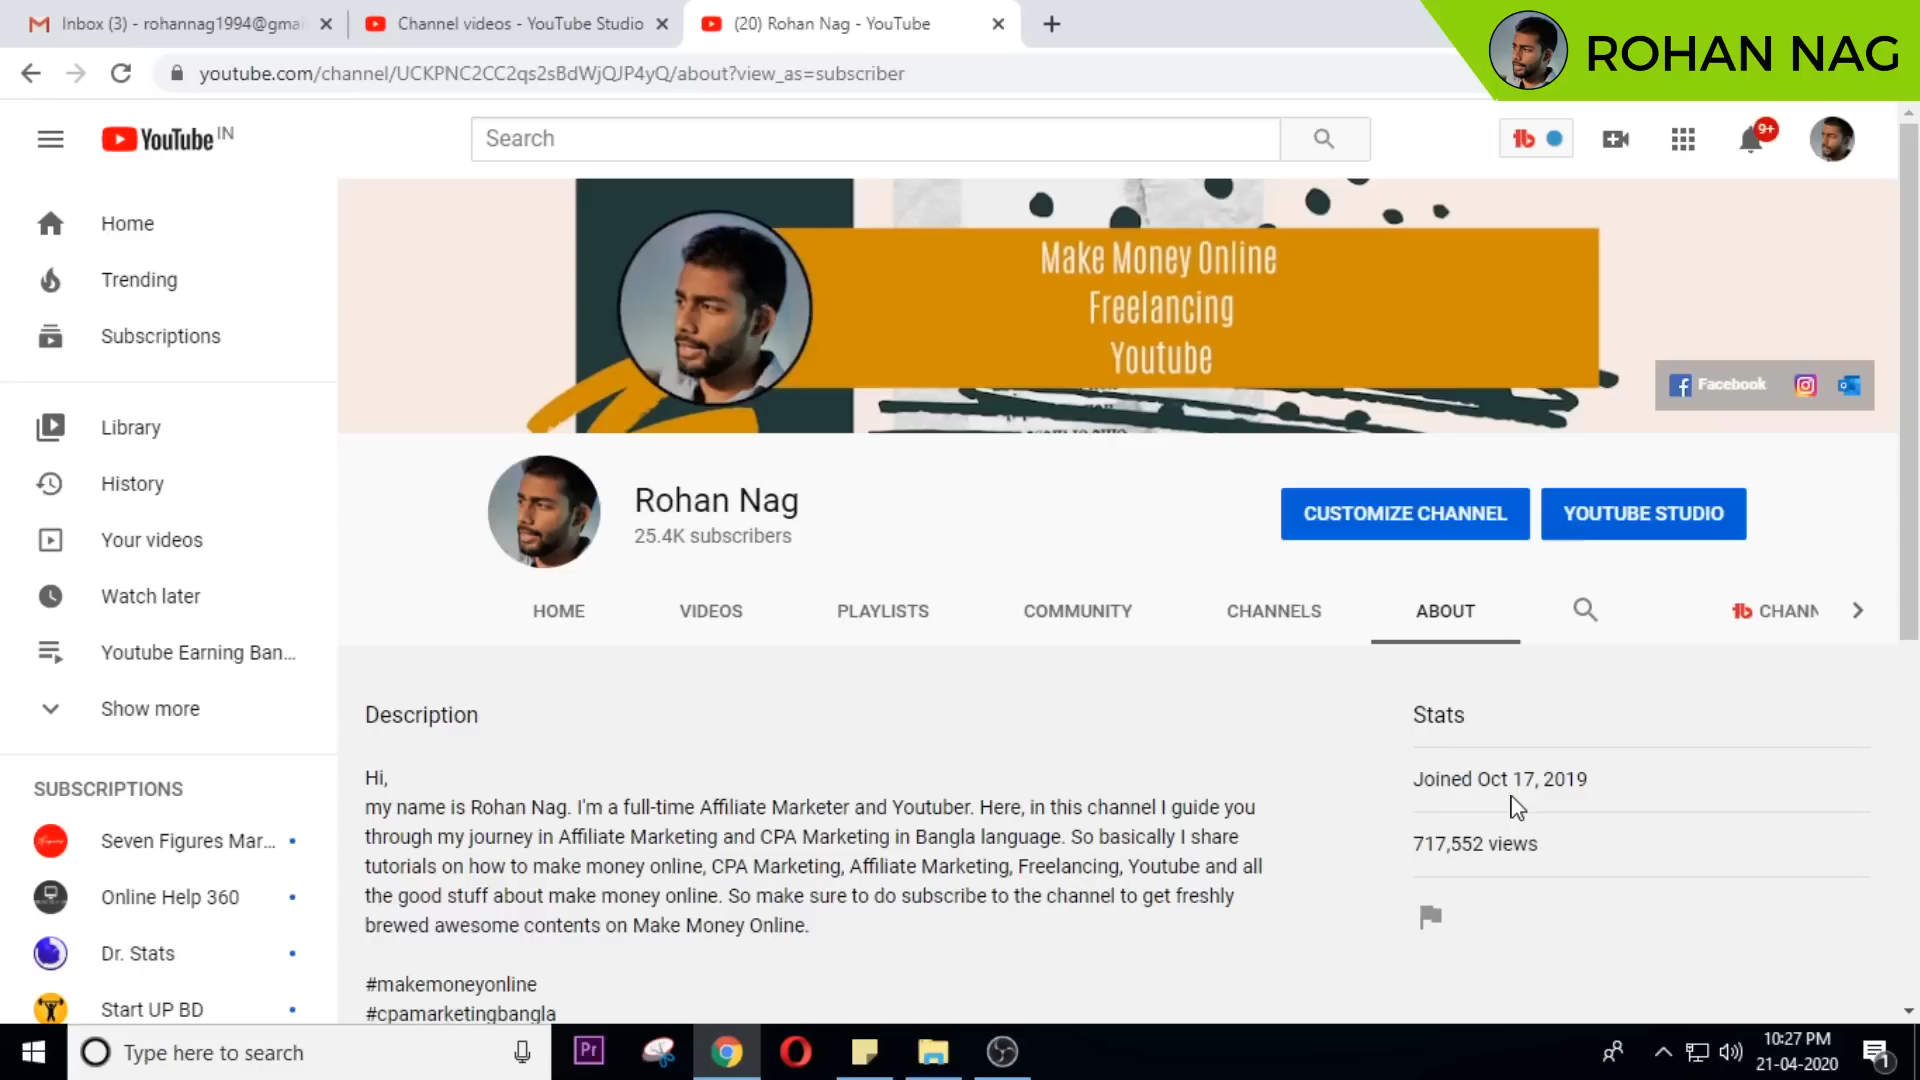 Inbox (3) - rohannag1994@gmai
Channel videos - YouTube Studio
(20) Rohan Nag - YouTube
ROHAN NAG
youtube.com/channel/UCKPNC2CC2qs2sBdWjQJP4yQ/about?view_as=subscriber
YouTube IN
Search
9+
Home
Trending
Subscriptions
Make Money Online
Freelancing
Youtube
Facebook
Library
History
Your videos
Watch later
Youtube Earning Ban...
Show more
Rohan Nag
25.4K subscribers
CUSTOMIZE CHANNEL
YOUTUBE STUDIO
HOME
VIDEOS
PLAYLISTS
COMMUNITY
CHANNELS
ABOUT
CHANN
SUBSCRIPTIONS
Seven Figures Mar...
Online Help 360
Dr. Stats
Start UP BD
Description
Hi,
my name is Rohan Nag. I'm a full-time Affiliate Marketer and Youtuber. Here, in this channel I guide you
through my journey in Affiliate Marketing and CPA Marketing in Bangla language. So basically I share
tutorials on how to make money online, CPA Marketing, Affiliate Marketing, Freelancing, Youtube and all
the good stuff about make money online. So make sure to do subscribe to the channel to get freshly
brewed awesome contents on Make Money Online.
#makemoneyonline
#cpamarketingbangla
Stats
Joined Oct 17, 2019
717,552 views
Type here to search
Pr
10:27 PM
21-04-2020
1